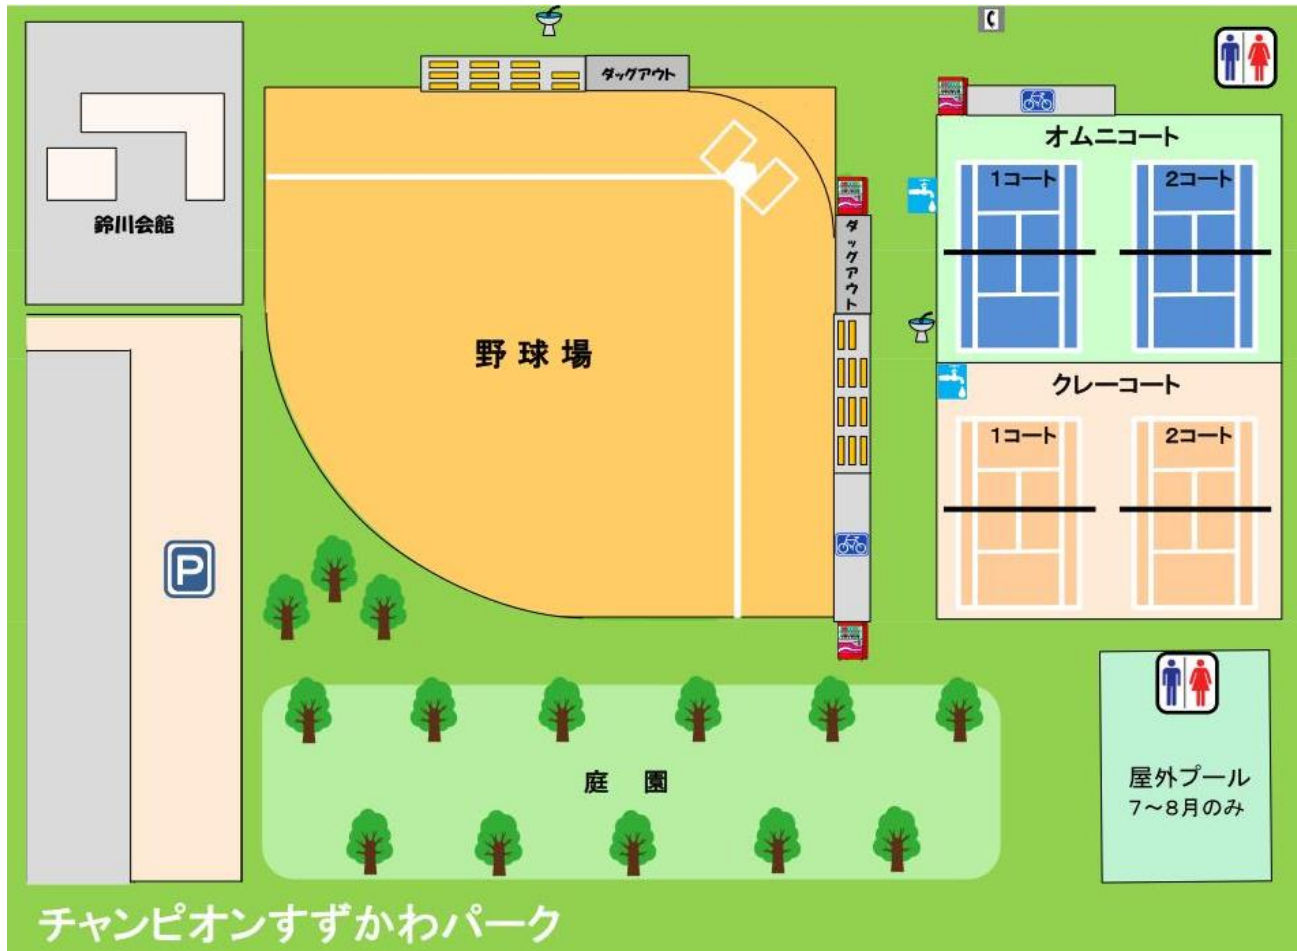 ダッグアウト
オムニコート
1コート
2コート
鈴川会館
ダッグアウト
野球場
クレーコート
1コート
2コート
P
庭園
屋外プール
7～8月のみ
チャンピオンすずかわパーク